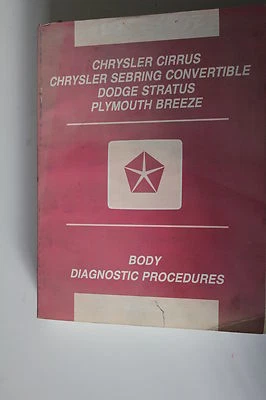 CHRYSLER CIRRUS
CHRYSLER SEBRING CONVERTIBLE
DODGE STRATUS
PLYMOUTH BREEZE
BODY
DIAGNOSTIC PROCEDURES